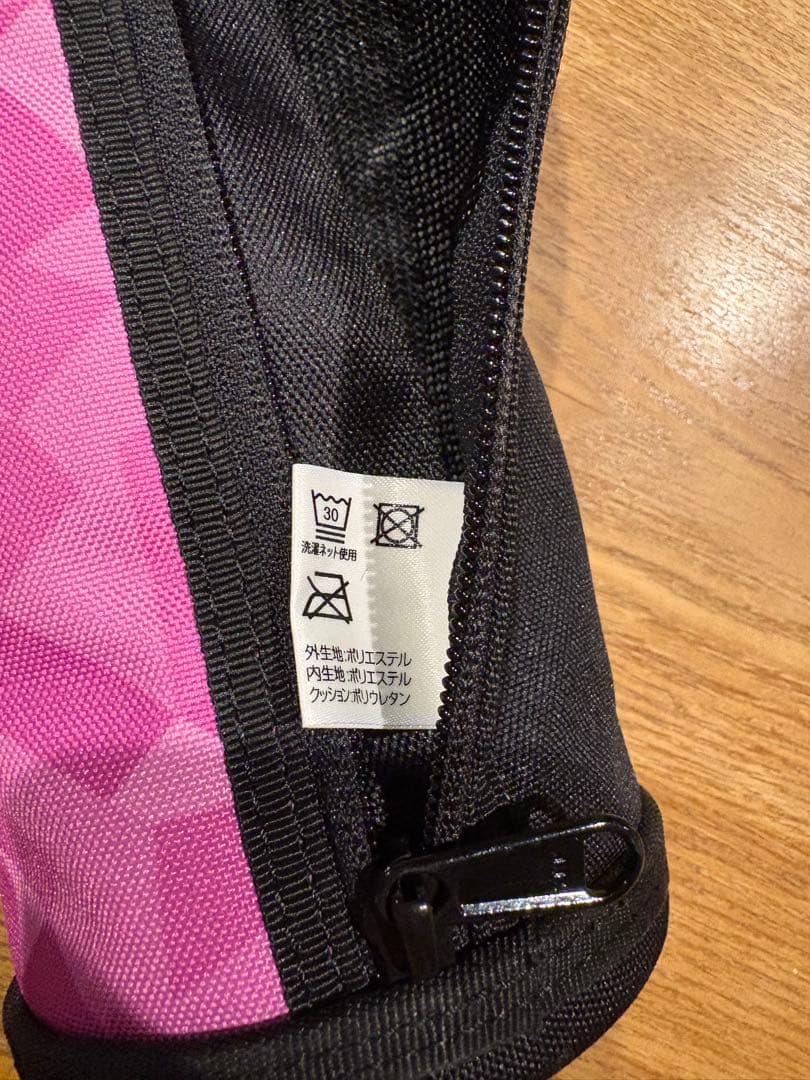 30
洗濯ネット使用
外生地:ポリエステル
内生地:ポリエステル
クッション:ポリウレタン